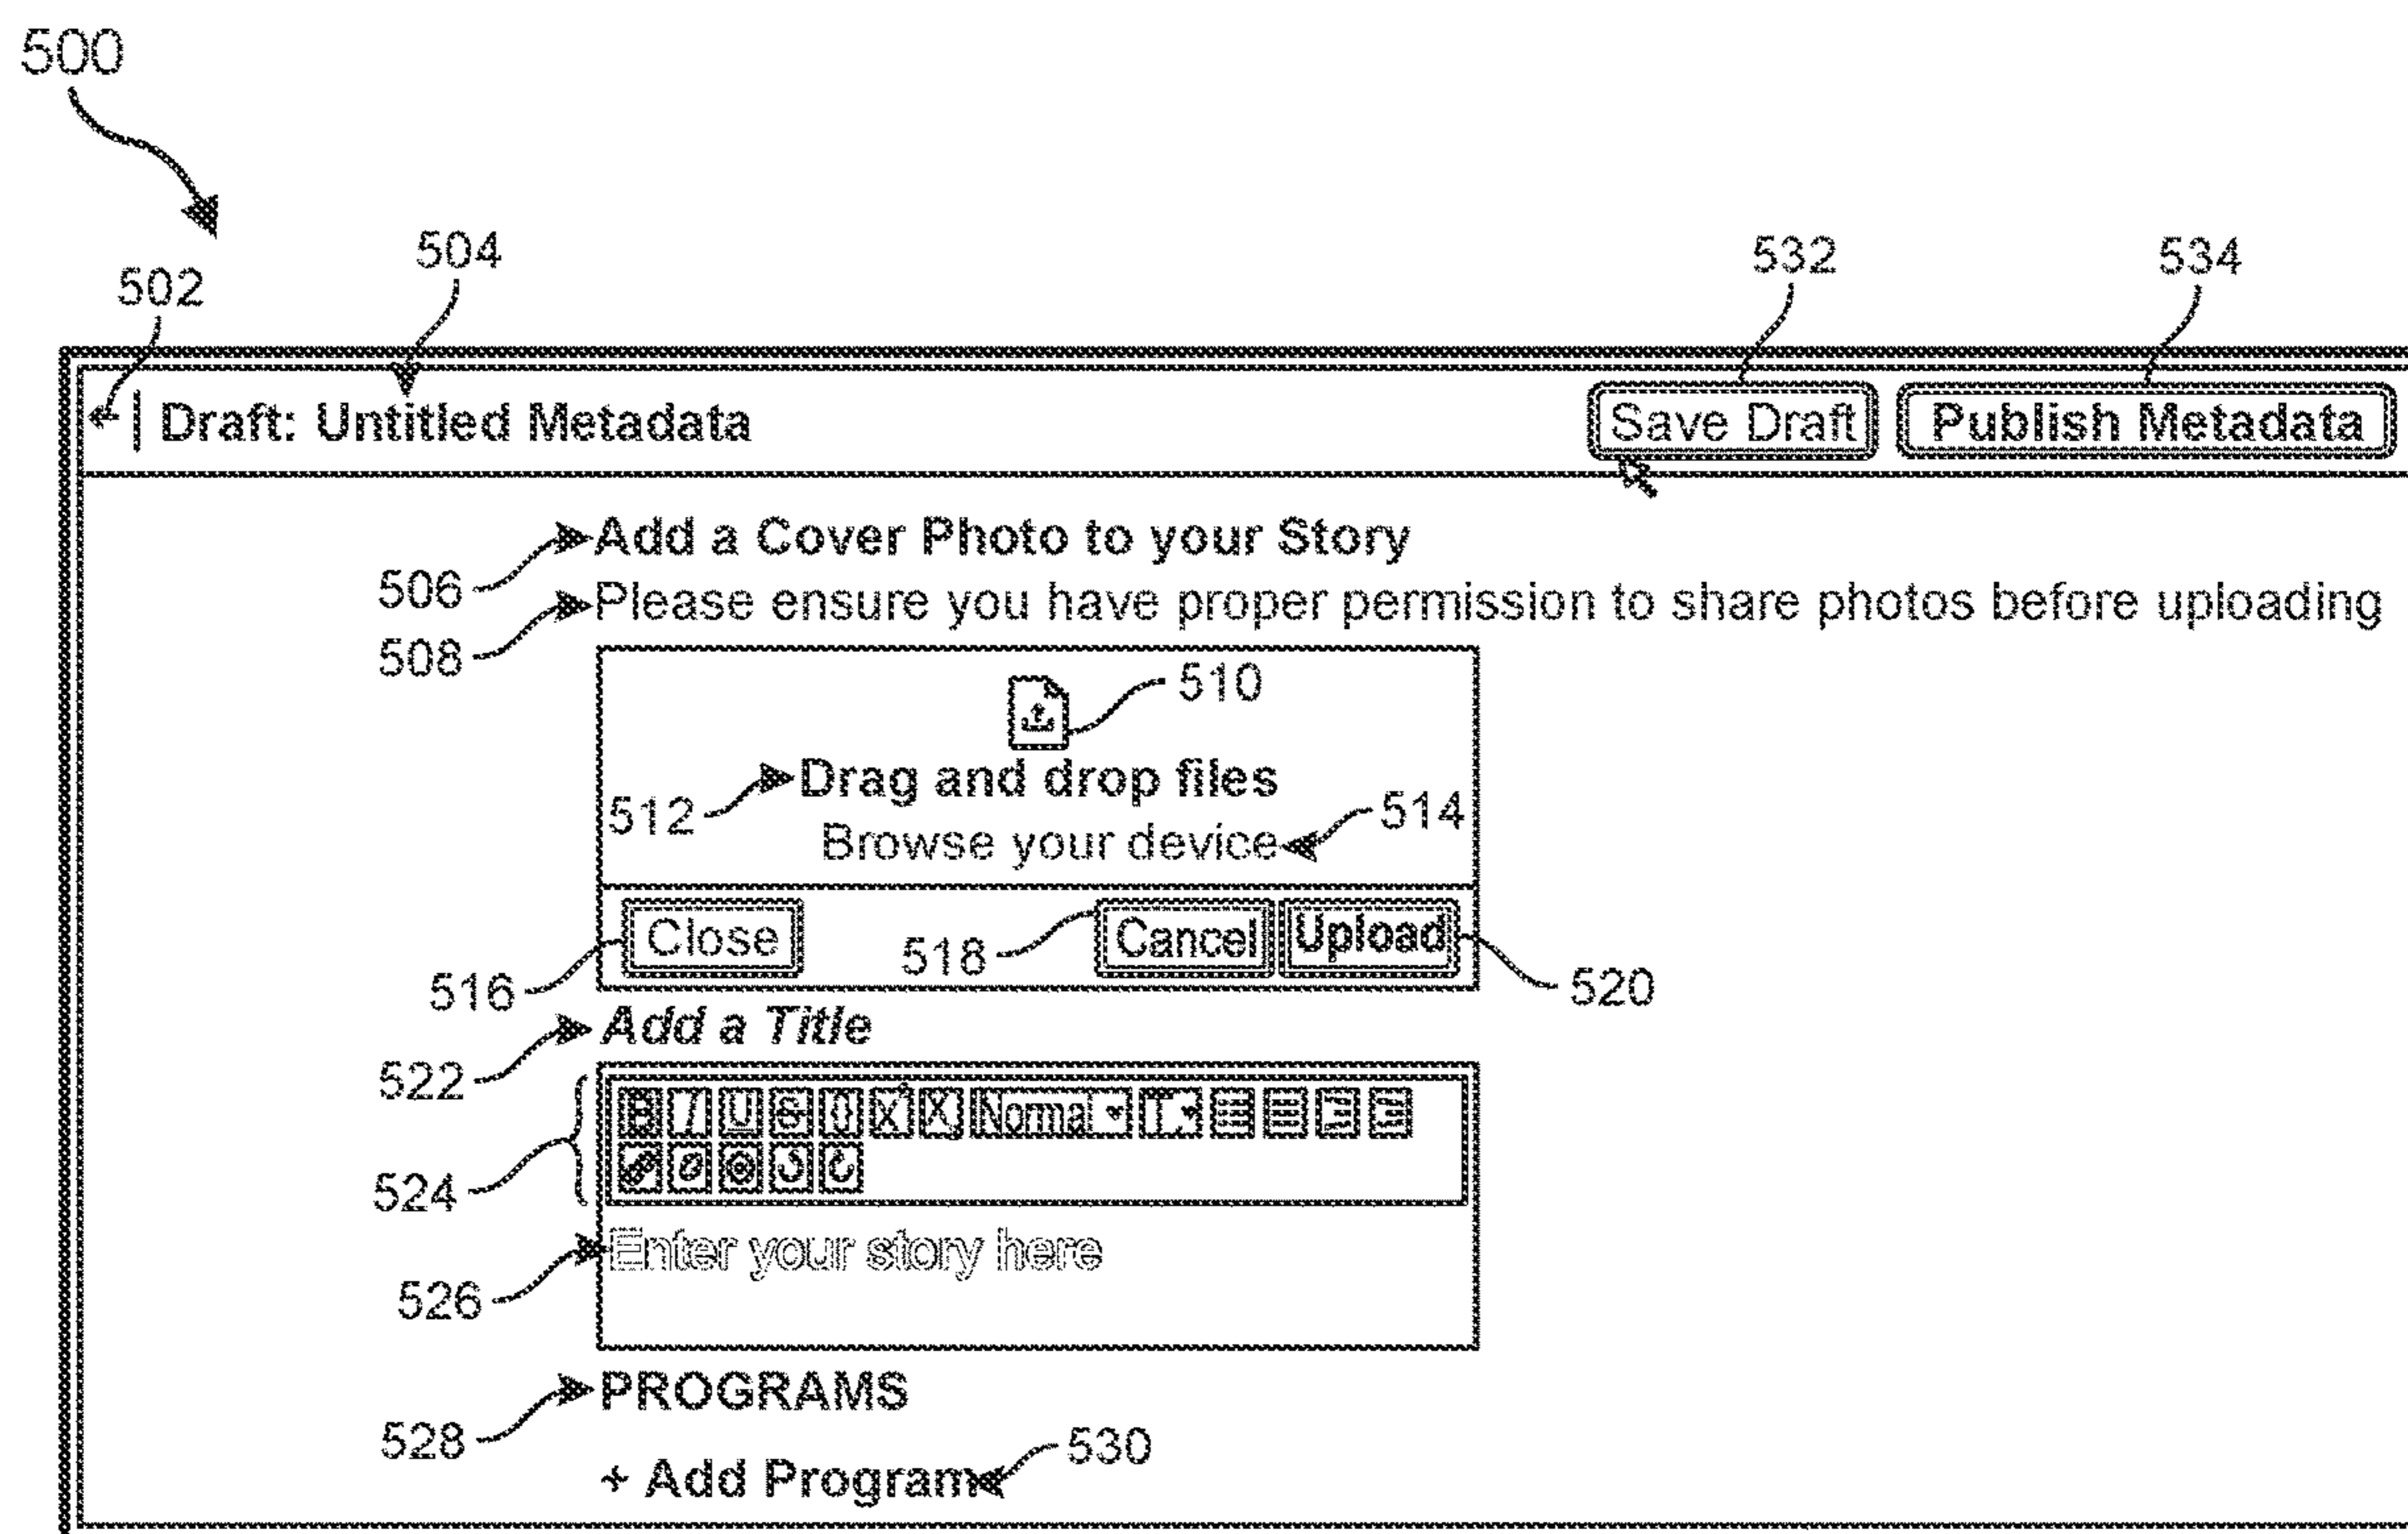 500
502
504
532
534
Draft: Untitled Metadata
Save Draft
Publish Metadata
Add a Cover Photo to your Story
506
Please ensure you have proper permission to share photos before uploading
508
510
Drag and drop files
512
514
Browse your device
Close
518
Cancel
Upload
516
520
Add a Title
522
B I U S {} X X Normal T
524
Enter your story here
526
PROGRAMS
528
530
+ Add Program